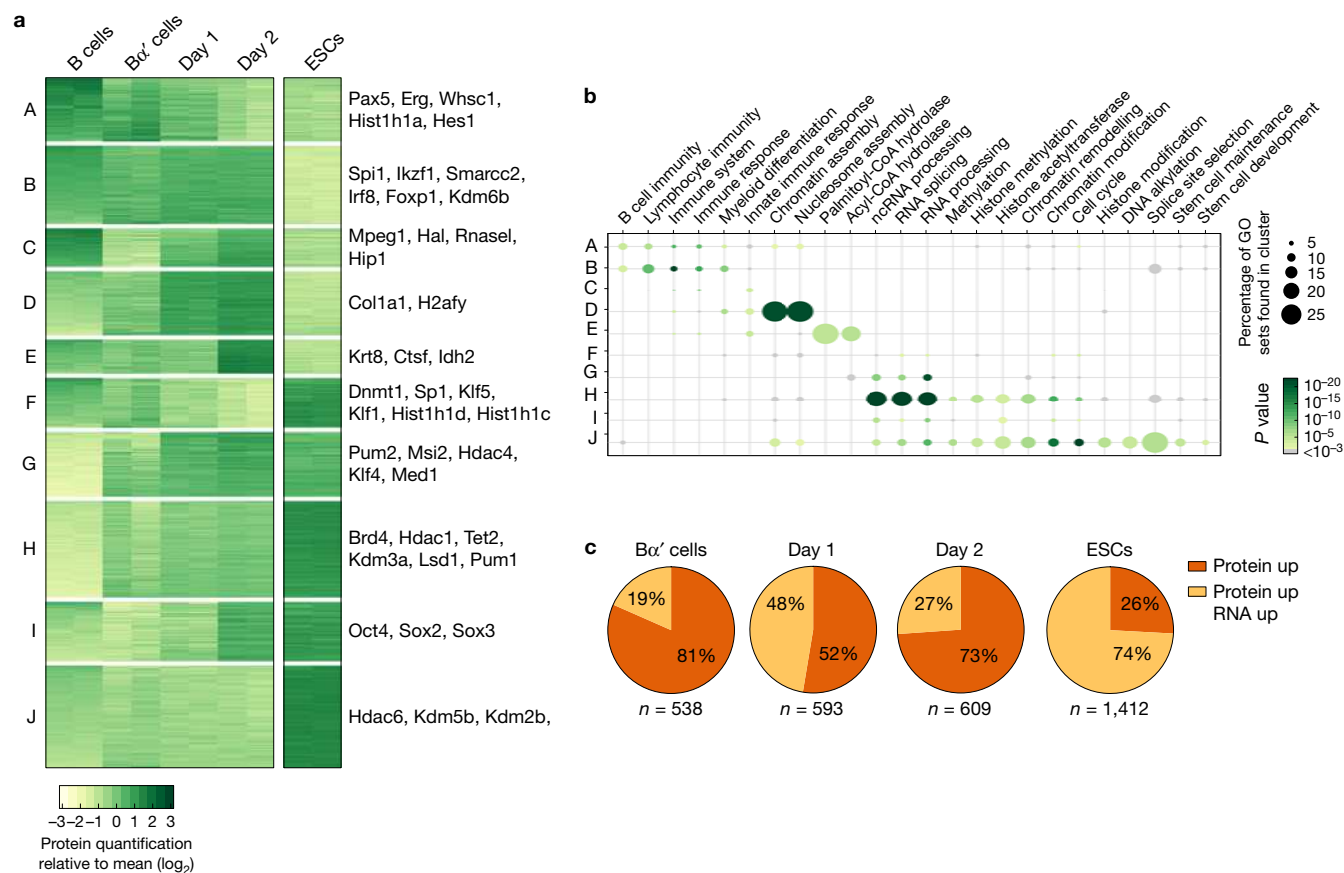 a
B cells
Bα′ cells
Day 1
Day 2
ESCs
A
Pax5, Erg, Whsc1,
Hist1h1a, Hes1
B
Spi1, Ikzf1, Smarcc2,
Irf8, Foxp1, Kdm6b
C
Mpeg1, Hal, Rnasel,
Hip1
D
Col1a1, H2afy
E
Krt8, Ctsf, Idh2
F
Dnmt1, Sp1, Klf5,
Klf1, Hist1h1d, Hist1h1c
G
Pum2, Msi2, Hdac4,
Klf4, Med1
H
Brd4, Hdac1, Tet2,
Kdm3a, Lsd1, Pum1
I
Oct4, Sox2, Sox3
J
Hdac6, Kdm5b, Kdm2b,
−3 −2 −1 0 1 2 3
Protein quantification
relative to mean (log2)
b
B cell immunity
Lymphocyte immunity
Immune system
Immune response
Myeloid differentiation
Innate immune response
Chromatin assembly
Nucleosome assembly
Palmitoyl-CoA hydrolase
Acyl-CoA hydrolase
ncRNA processing
RNA splicing
RNA processing
Methylation
Histone methylation
Histone acetyltransferase
Chromatin remodelling
Chromatin modification
Cell cycle
Histone modification
DNA alkylation
Splice site selection
Stem cell maintenance
Stem cell development
A
B
C
D
E
F
G
H
I
J
Percentage of GO
sets found in cluster
5
10
15
20
25
P value
10−20
10−15
10−10
10−5
<10−3
c
Bα′ cells
19%
81%
n = 538
Day 1
48%
52%
n = 593
Day 2
27%
73%
n = 609
ESCs
26%
74%
n = 1,412
Protein up
Protein up
RNA up